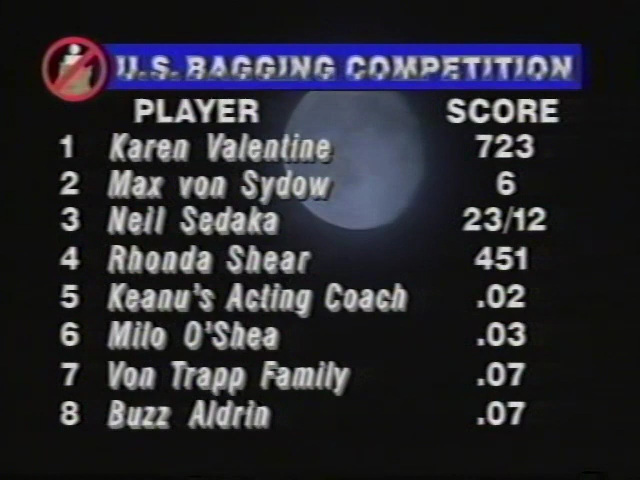 U.S. BAGGING COMPETITION
PLAYER SCORE
1 Karen Valentine 723
2 Max von Sydow 6
3 Neil Sedaka 23/12
4 Rhonda Shear 451
5 Keanu's Acting Coach .02
6 Milo O'Shea .03
7 Von Trapp Family .07
8 Buzz Aldrin .07